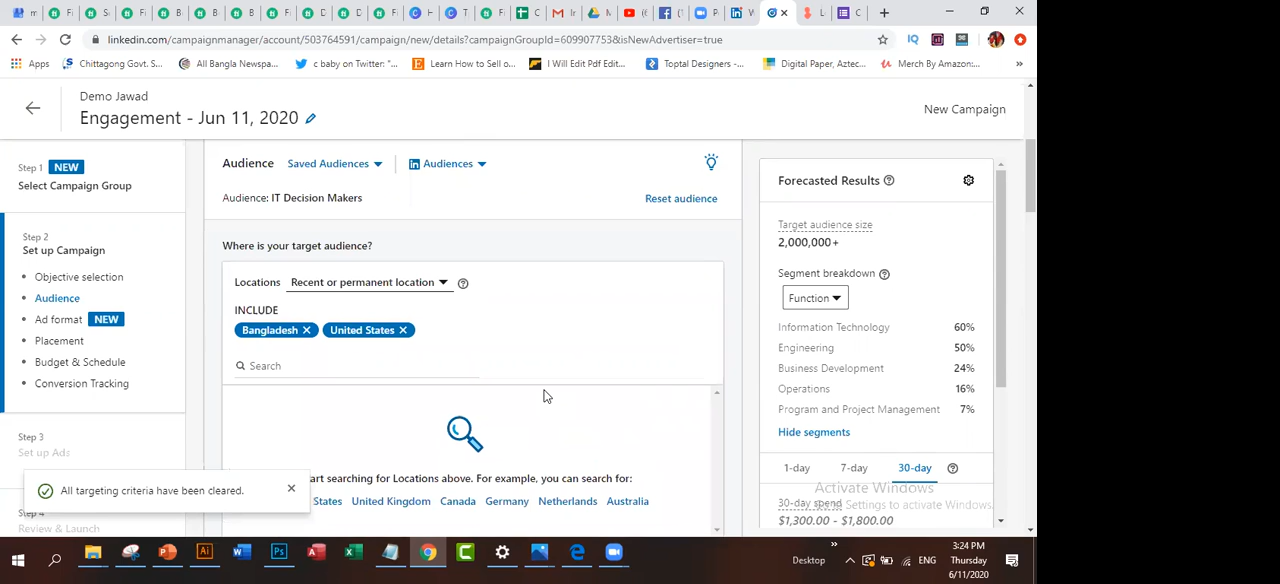 linkedin.com/campaignmanager/account/503764591/campaign/new/details?campaignGroupId=609907753&isNewAdvertiser=true
Apps
Chittagong Govt. S...
All Bangla Newspa...
c baby on Twitter: "...
Learn How to Sell o...
I Will Edit Pdf Edit...
Toptal Designers -...
Digital Paper, Aztec...
Merch By Amazon:...
»
Demo Jawad
Engagement - Jun 11, 2020
New Campaign
Step 1 NEW
Select Campaign Group
Step 2
Set up Campaign
Objective selection
Audience
Ad format NEW
Placement
Budget & Schedule
Conversion Tracking
Step 3
Set up Ads
Step 4
Review & Launch
All targeting criteria have been cleared.
Audience Saved Audiences Audiences
Audience: IT Decision Makers
Reset audience
Where is your target audience?
Locations Recent or permanent location
INCLUDE
Bangladesh United States
Search
art searching for Locations above. For example, you can search for:
States United Kingdom Canada Germany Netherlands Australia
Forecasted Results
Target audience size
2,000,000+
Segment breakdown
Function
Information Technology 60%
Engineering 50%
Business Development 24%
Operations 16%
Program and Project Management 7%
Hide segments
1-day 7-day 30-day
Activate Windows
30-day spend
Settings to activate Windows.
$1,300.00 - $1,800.00
Desktop
ENG
3:24 PM
Thursday
6/11/2020